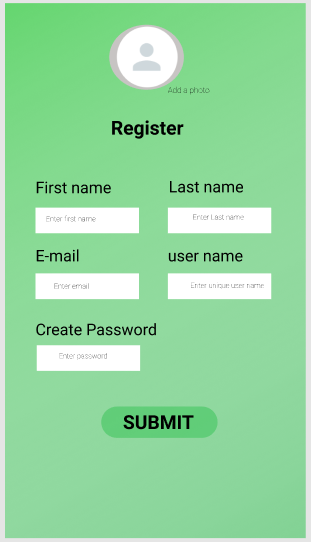 Add a photo
Register
First name
Last name
Enter first name
Enter Last name
E-mail
user name
Enter email
Enter unique user name
Create Password
Enter password
SUBMIT